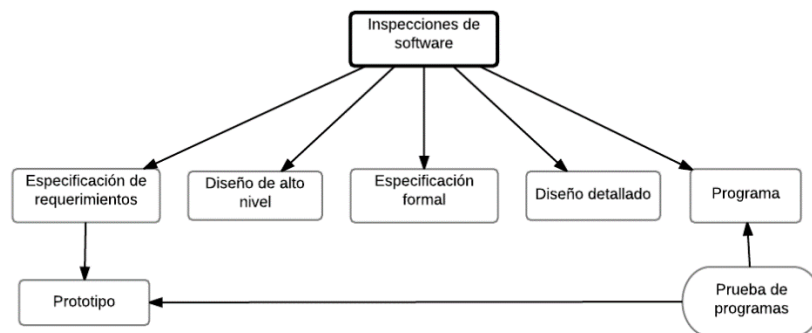 Inspecciones de
software
Especificación de
requerimientos
Diseño de alto
nivel
Especificación
formal
Diseño detallado
Programa
Prototipo
Prueba de
programas